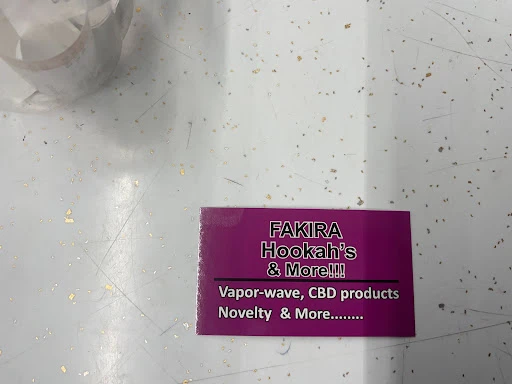 FAKIRA
Hookah's
& More!!!
Vapor-wave, CBD products
Novelty & More........